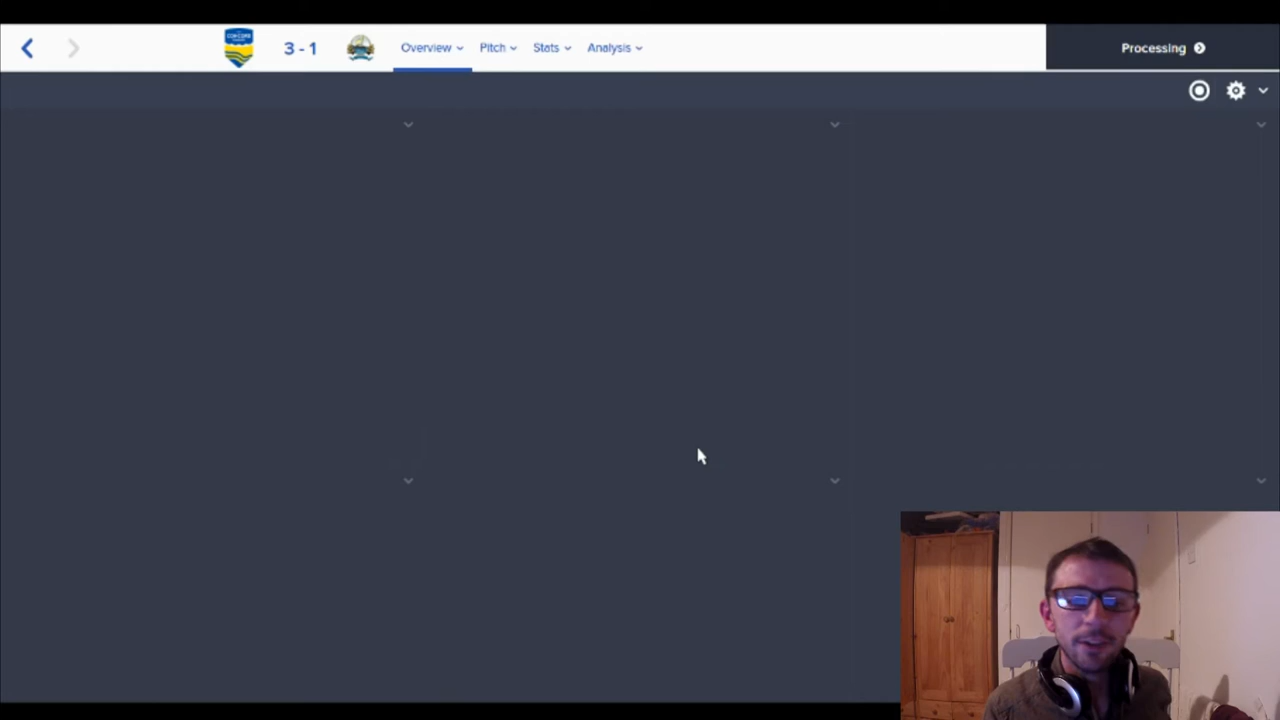 3 - 1
Overview
Pitch
Stats
Analysis
Processing